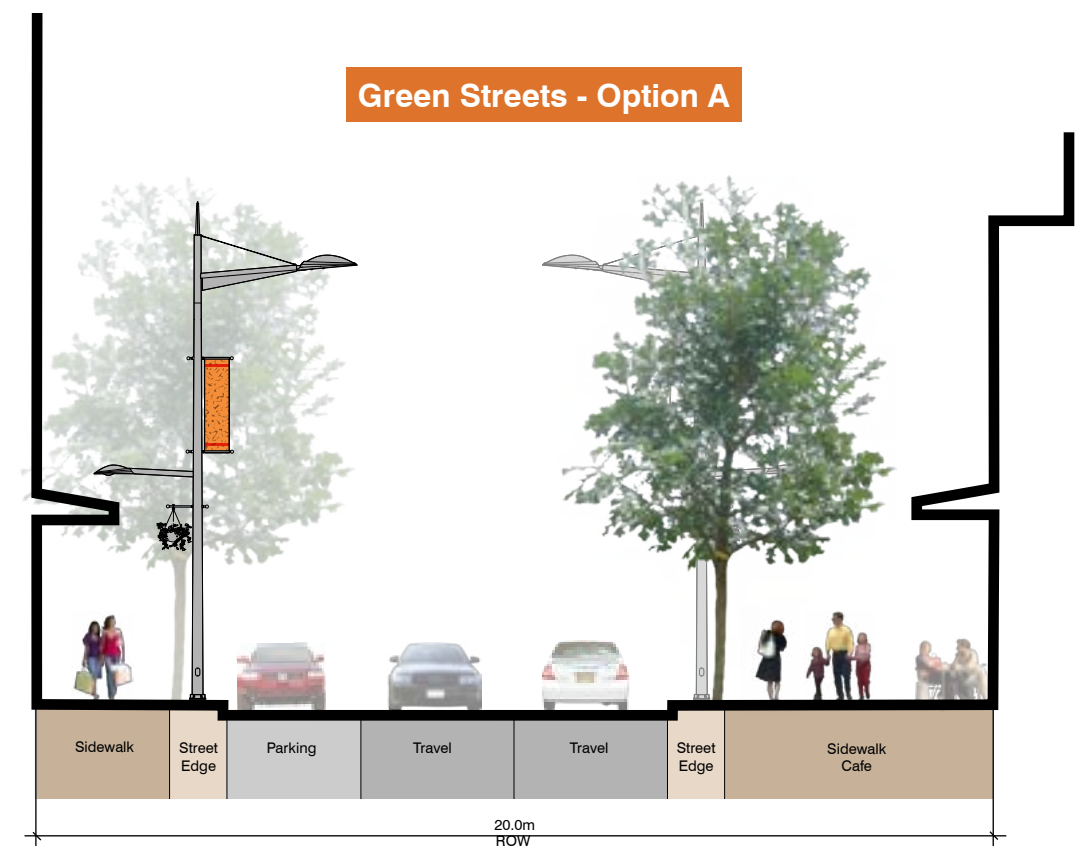 Green Streets - Option A
Sidewalk
Street
Edge
Parking
Travel
Travel
Street
Edge
Sidewalk
Cafe
20.0m
ROW